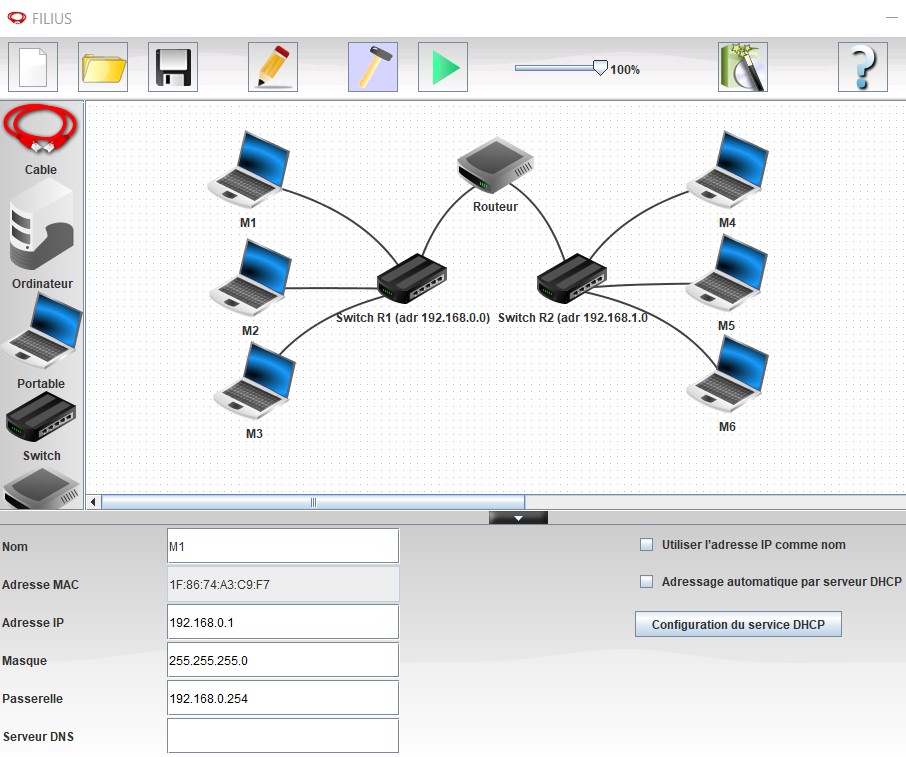 FILIUS
100%
Cable
Ordinateur
Portable
Switch
M1
Routeur
M4
M2
Switch R1 (adr 192.168.0.0)
Switch R2 (adr 192.168.1.0
M5
M3
M6
Nom
M1
Utiliser l'adresse IP comme nom
Adresse MAC
1F:86:74:A3:C9:F7
Adressage automatique par serveur DHCP
Adresse IP
192.168.0.1
Configuration du service DHCP
Masque
255.255.255.0
Passerelle
192.168.0.254
Serveur DNS